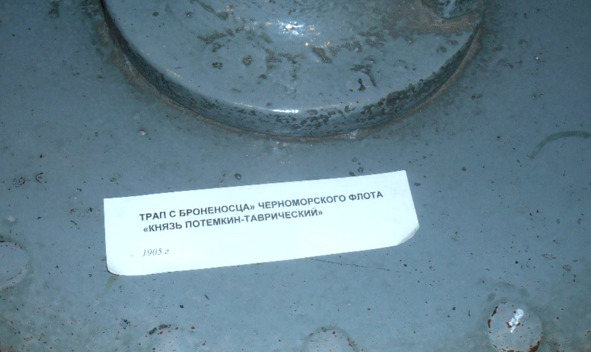 ТРАП С БРОНЕНОСЦА» ЧЕРНОМОРСКОГО ФЛОТА
«КНЯЗЬ ПОТЕМКИН-ТАВРИЧЕСКИЙ»
1905 г